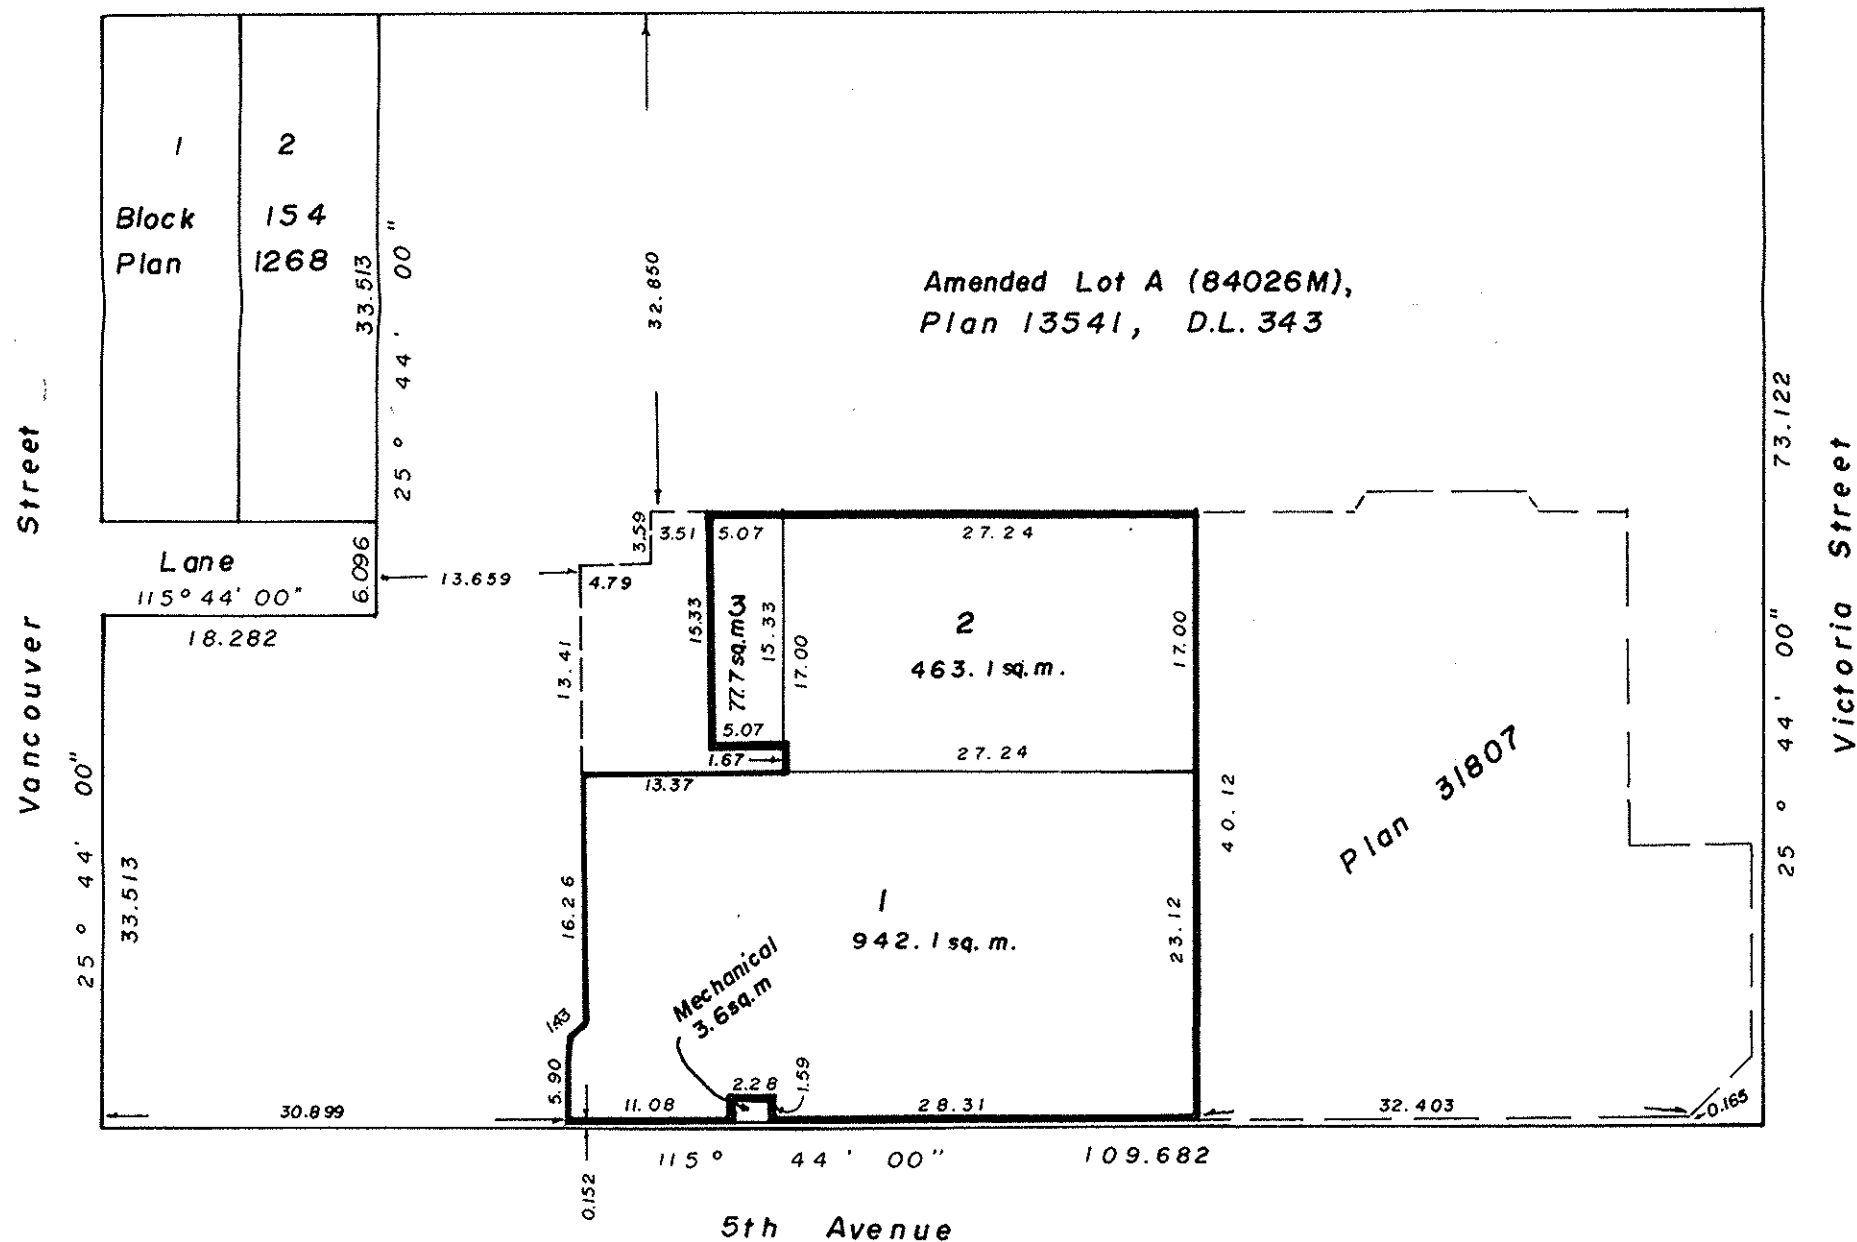 1 2
Block 154
Plan 1268
33.513
25° 44' 00"
32.850
Amended Lot A (84026M),
Plan 13541, D.L. 343
73.122
25° 44' 00"
Victoria Street
Vancouver Street
Lane
115° 44' 00"
6.096
18.282
13.659
3.59
3.51
5.07
27.24
4.79
13.41
15.33
77.7 sq.m 3
15.33
17.00
2
463.1 sq. m.
17.00
5.07
1.67
27.24
13.37
40.12
Plan 31807
25° 44' 00"
33.513
16.26
1
942.1 sq. m.
23.12
Mechanical
3.6 sq.m
1.43
5.90
2.28
1.59
11.08
28.31
30.899
32.403
0.165
115° 44' 00"
109.682
0.152
5th Avenue